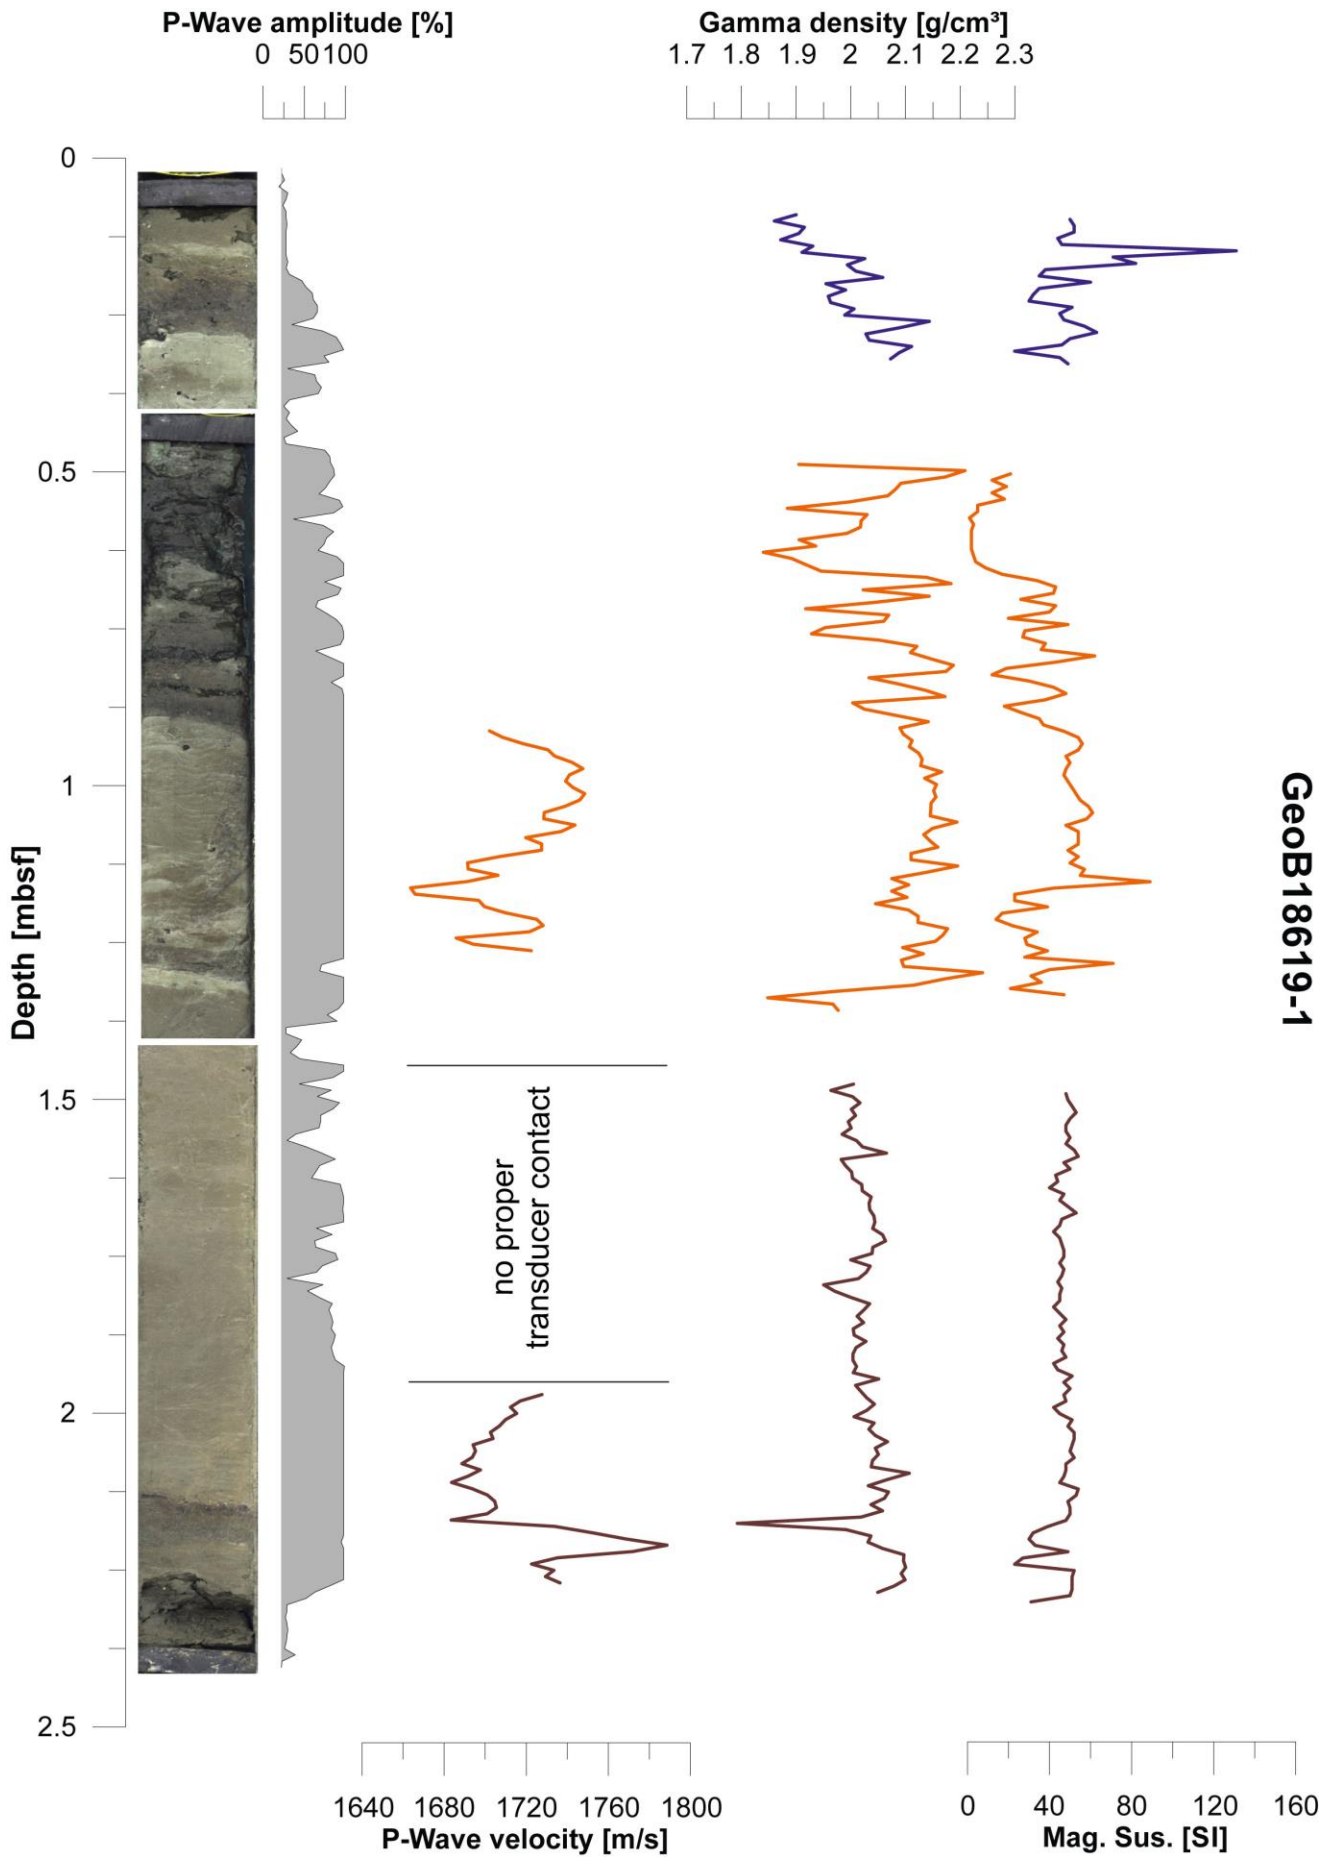 P-Wave amplitude [%]
0 50 100
Gamma density [g/cm³]
1.7 1.8 1.9 2 2.1 2.2 2.3
0
0.5
1
1.5
2
2.5
Depth [mbsf]
no proper
transducer contact
GeoB18619-1
1640 1680 1720 1760 1800
P-Wave velocity [m/s]
0 40 80 120 160
Mag. Sus. [SI]